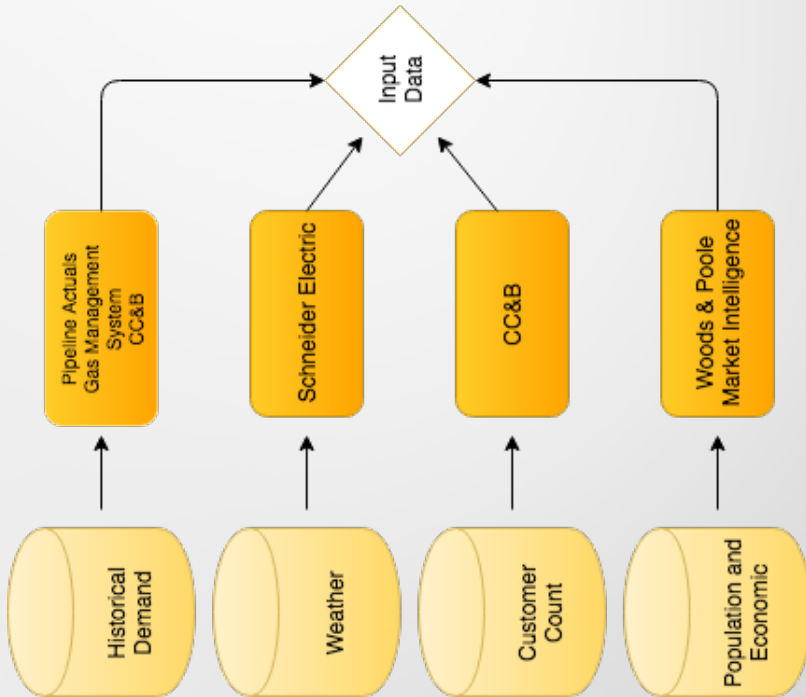 Historical
Demand
Pipeline Actuals
Gas Management
System
CC&B
Weather
Schneider Electric
Customer
Count
CC&B
Population and
Economic
Woods & Poole
Market Intelligence
Input
Data